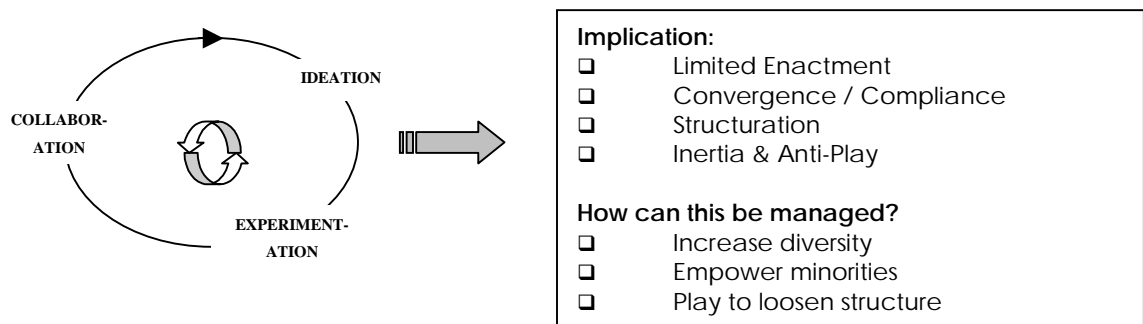 IDEATION
COLLABOR-
ATION
EXPERIMENT-
ATION
Implication:
❑ Limited Enactment
❑ Convergence / Compliance
❑ Structuration
❑ Inertia & Anti-Play
How can this be managed?
❑ Increase diversity
❑ Empower minorities
❑ Play to loosen structure